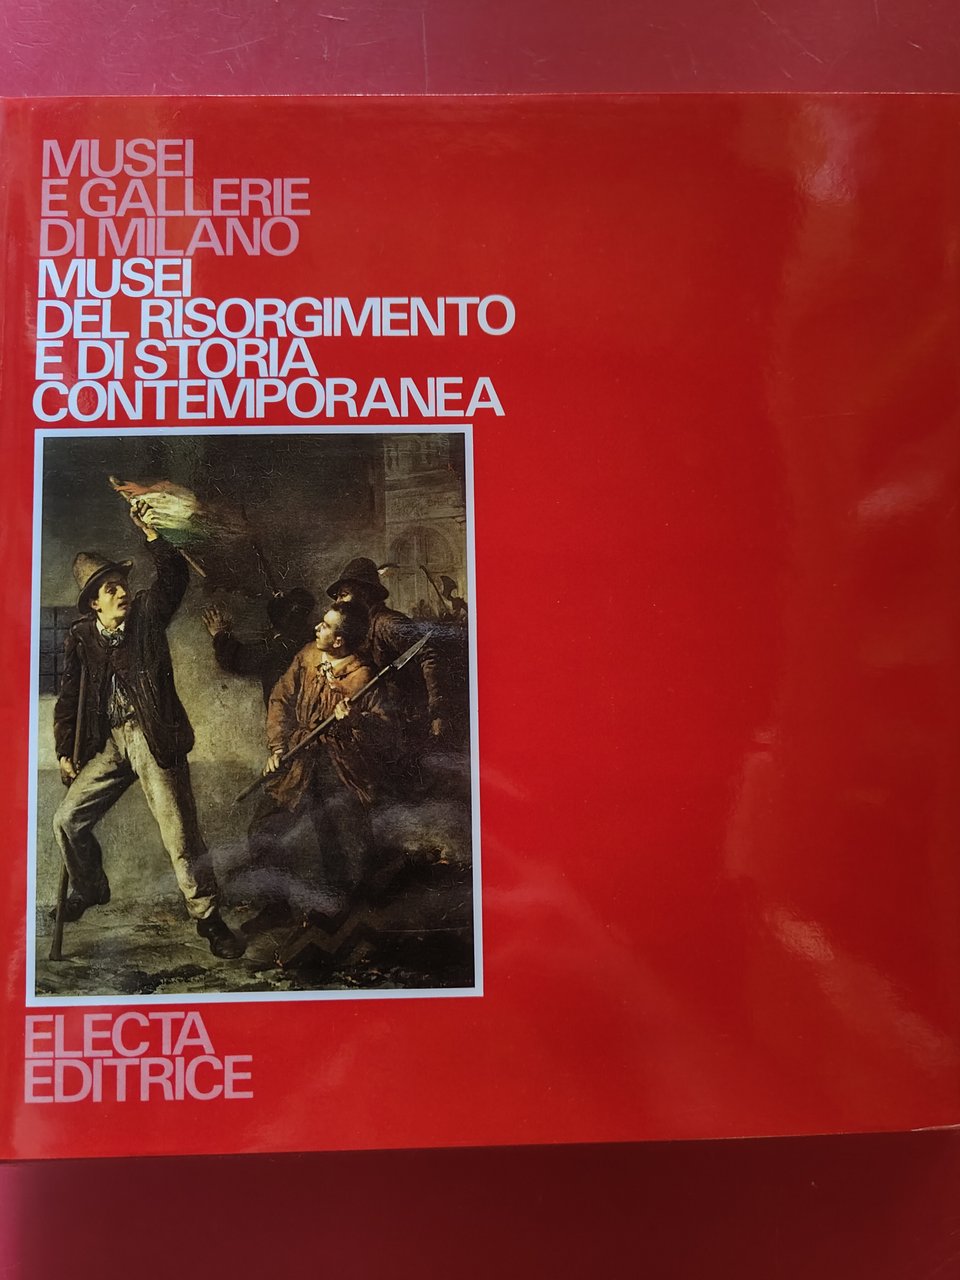 MUSEI
E GALLERIE
DI MILANO
MUSEI
DEL RISORGIMENTO
E DI STORIA
CONTEMPORANEA
ELECTA
EDITRICE